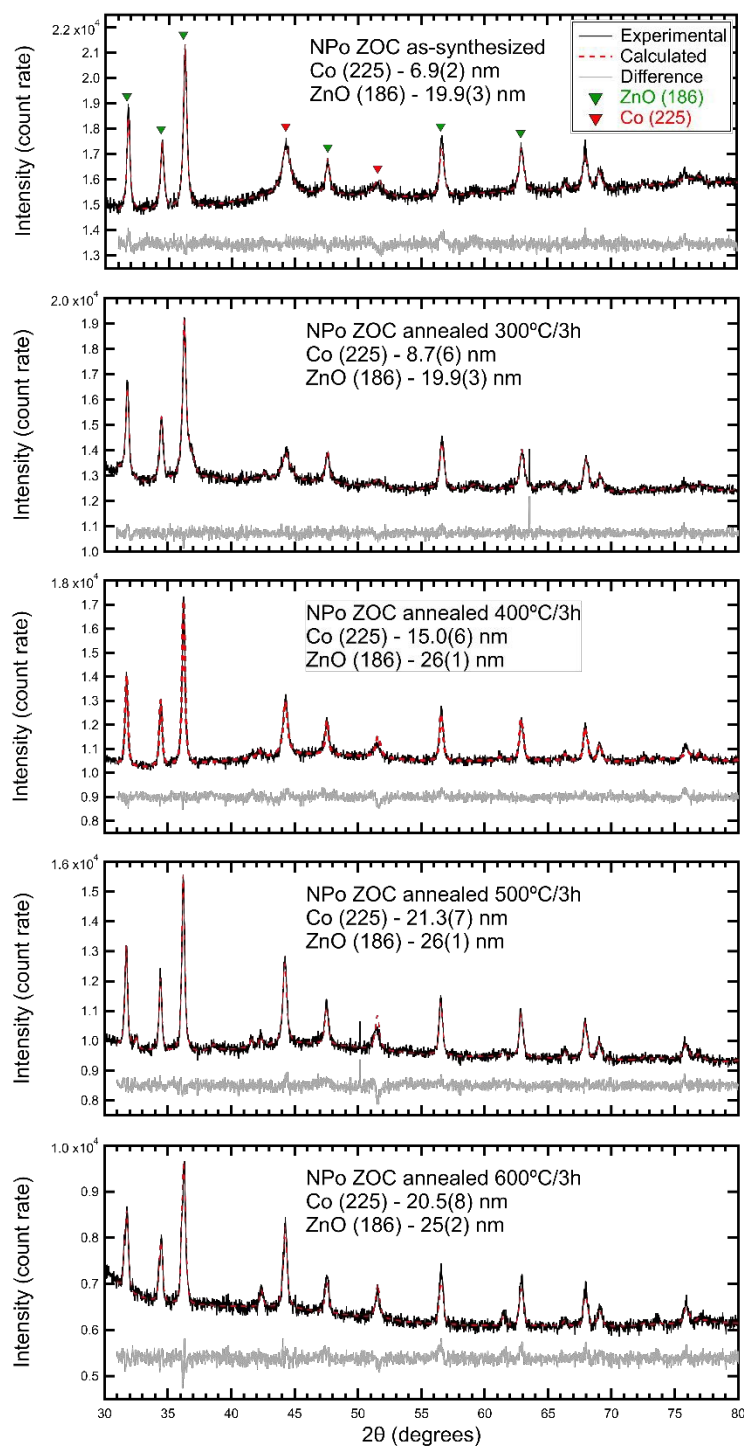 2.2 x 10⁴
2.1
2.0
1.9
1.8
1.7
1.6
1.5
1.4
1.3
Intensity (count rate)
NPo ZOC as-synthesized
Co (225) - 6.9(2) nm
ZnO (186) - 19.9(3) nm
Experimental
Calculated
Difference
ZnO (186)
Co (225)
2.0 x 10⁴
1.9
1.8
1.7
1.6
1.5
1.4
1.3
1.2
1.1
1.0
Intensity (count rate)
NPo ZOC annealed 300ºC/3h
Co (225) - 8.7(6) nm
ZnO (186) - 19.9(3) nm
1.8 x 10⁴
1.7
1.6
1.5
1.4
1.3
1.2
1.1
1.0
0.9
0.8
Intensity (count rate)
NPo ZOC annealed 400ºC/3h
Co (225) - 15.0(6) nm
ZnO (186) - 26(1) nm
1.6 x 10⁴
1.5
1.4
1.3
1.2
1.1
1.0
0.9
0.8
Intensity (count rate)
NPo ZOC annealed 500ºC/3h
Co (225) - 21.3(7) nm
ZnO (186) - 26(1) nm
1.0 x 10⁴
0.9
0.8
0.7
0.6
0.5
Intensity (count rate)
NPo ZOC annealed 600ºC/3h
Co (225) - 20.5(8) nm
ZnO (186) - 25(2) nm
30 35 40 45 50 55 60 65 70 75 80
2θ (degrees)